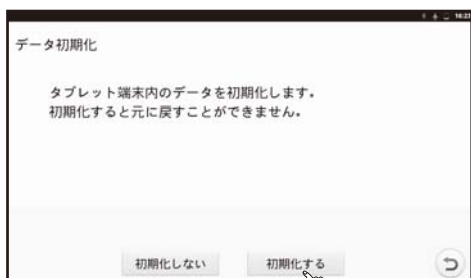 16:23
データ初期化
タブレット端末内のデータを初期化します。
初期化すると元に戻すことができません。
初期化しない
初期化する